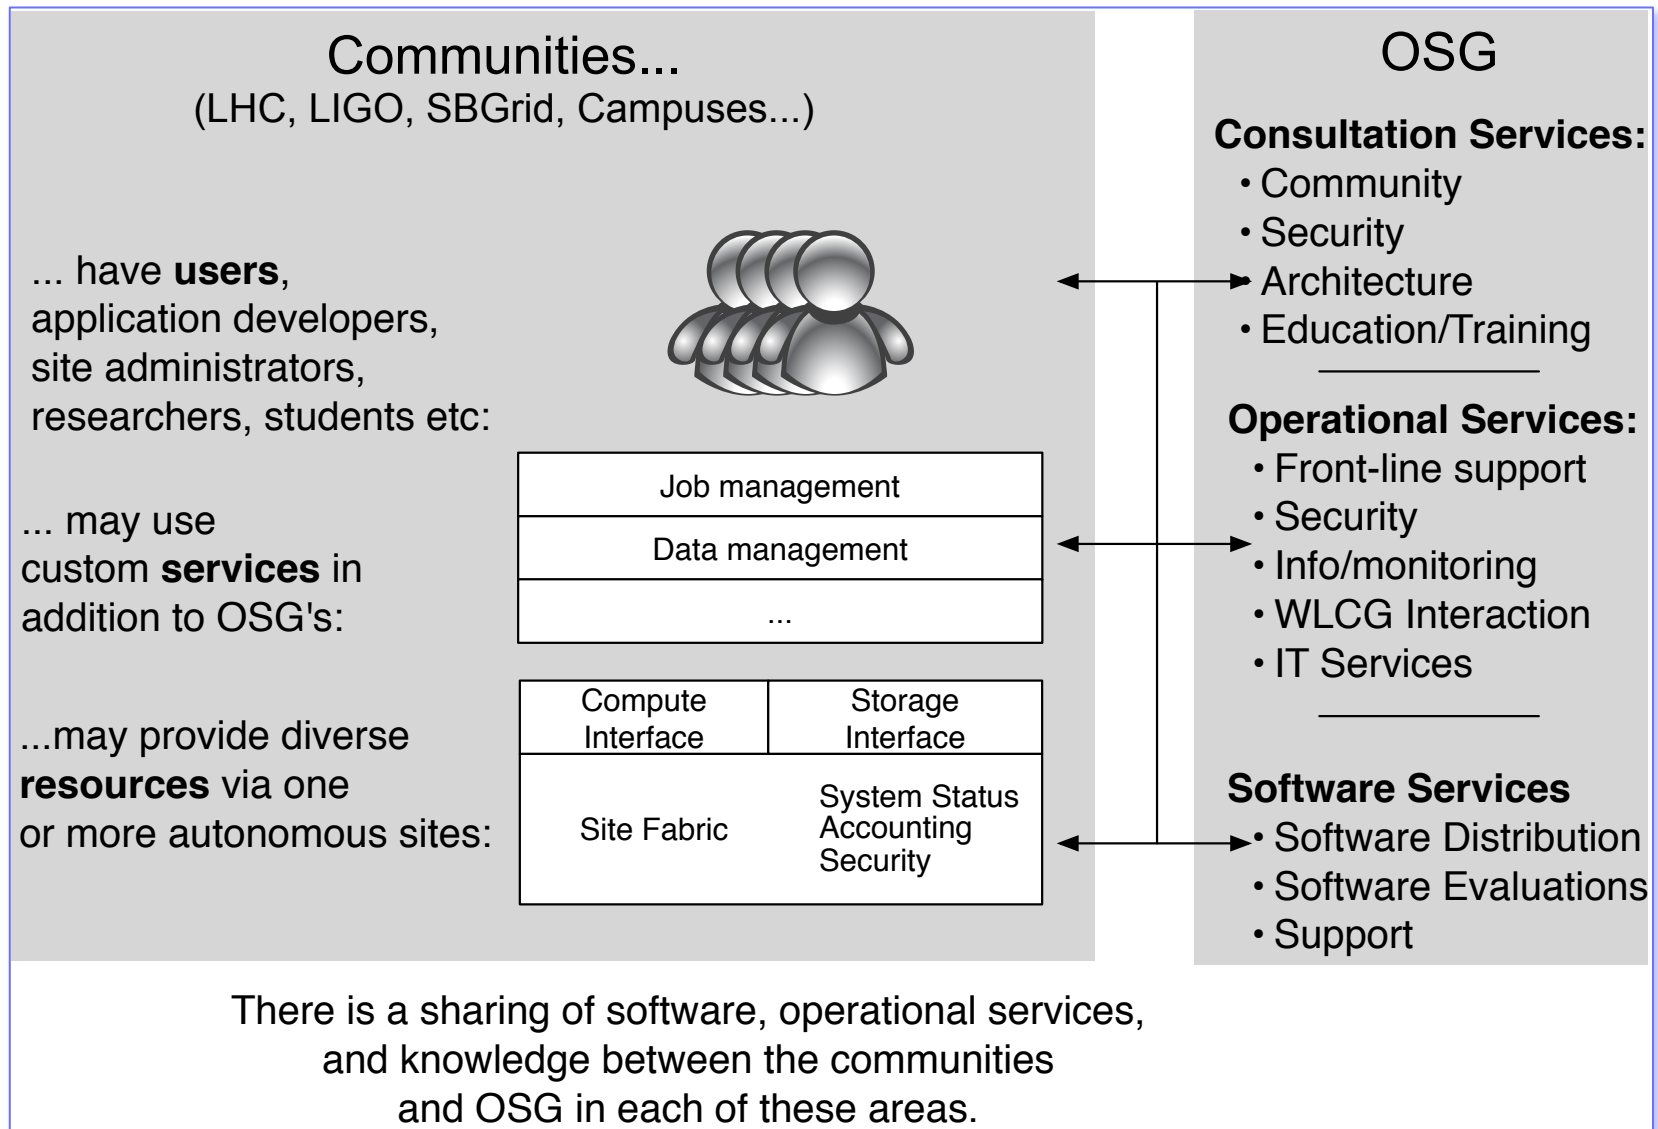 Communities...
(LHC, LIGO, SBGrid, Campuses...)
... have users,
application developers,
site administrators,
researchers, students etc:
... may use
custom services in
addition to OSG's:
Job management
Data management
...
...may provide diverse
resources via one
or more autonomous sites:
Compute
Interface
Storage
Interface
Site Fabric
System Status
Accounting
Security
OSG
Consultation Services:
• Community
• Security
• Architecture
• Education/Training
Operational Services:
• Front-line support
• Security
• Info/monitoring
• WLCG Interaction
• IT Services
Software Services
• Software Distribution
• Software Evaluations
• Support
There is a sharing of software, operational services,
and knowledge between the communities
and OSG in each of these areas.